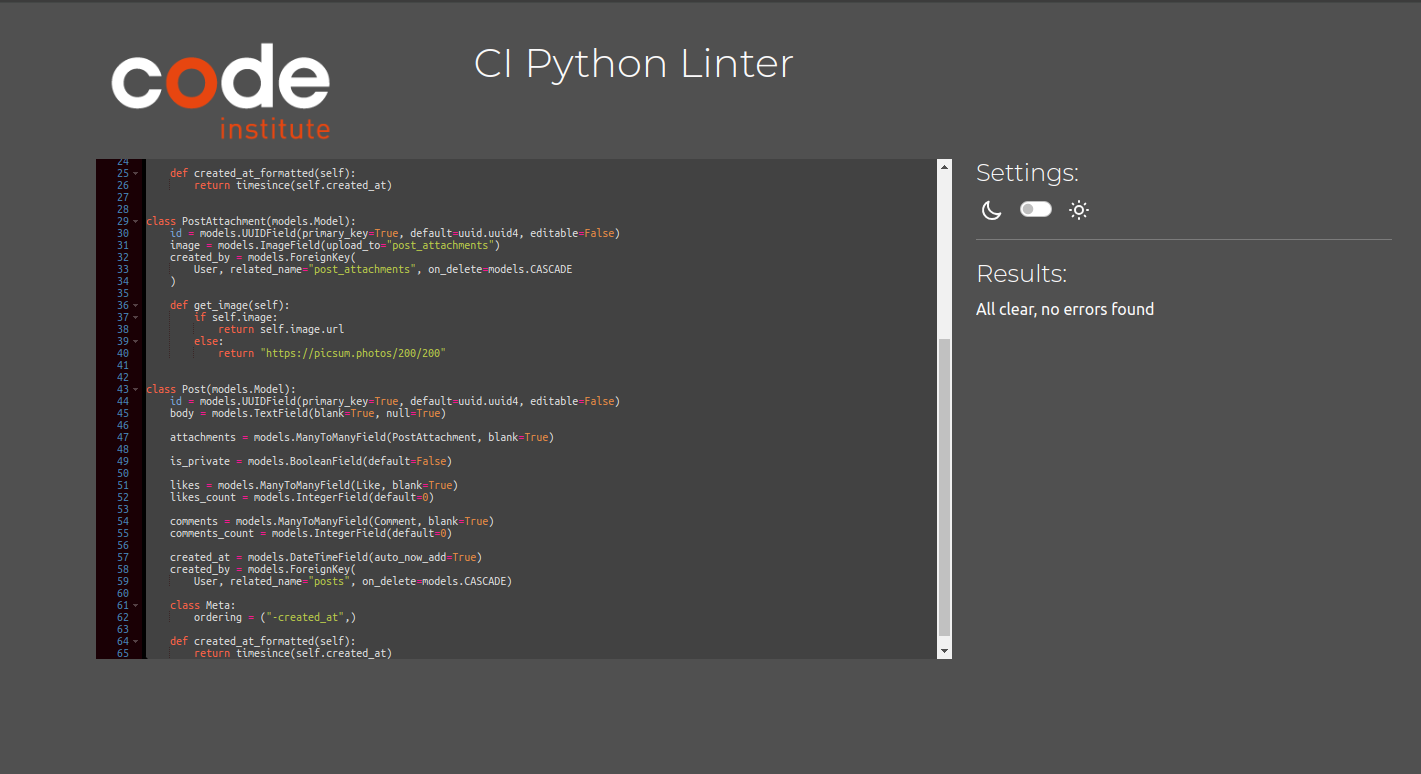 code
institute
CI Python Linter
24
25 def created_at_formatted(self):
26 return timesince(self.created_at)
27
28
29 class PostAttachment(models.Model):
30 id = models.UUIDField(primary_key=True, default=uuid.uuid4, editable=False)
31 image = models.ImageField(upload_to="post_attachments")
32 created_by = models.ForeignKey(
33 User, related_name="post_attachments", on_delete=models.CASCADE
34 )
35
36 def get_image(self):
37 if self.image:
38 return self.image.url
39 else:
40 return "https://picsum.photos/200/200"
41
42
43 class Post(models.Model):
44 id = models.UUIDField(primary_key=True, default=uuid.uuid4, editable=False)
45 body = models.TextField(blank=True, null=True)
46
47 attachments = models.ManyToManyField(PostAttachment, blank=True)
48
49 is_private = models.BooleanField(default=False)
50
51 likes = models.ManyToManyField(Like, blank=True)
52 likes_count = models.IntegerField(default=0)
53
54 comments = models.ManyToManyField(Comment, blank=True)
55 comments_count = models.IntegerField(default=0)
56
57 created_at = models.DateTimeField(auto_now_add=True)
58 created_by = models.ForeignKey(
59 User, related_name="posts", on_delete=models.CASCADE)
60
61 class Meta:
62 ordering = ("-created_at",)
63
64 def created_at_formatted(self):
65 return timesince(self.created_at)
Settings:
Results:
All clear, no errors found